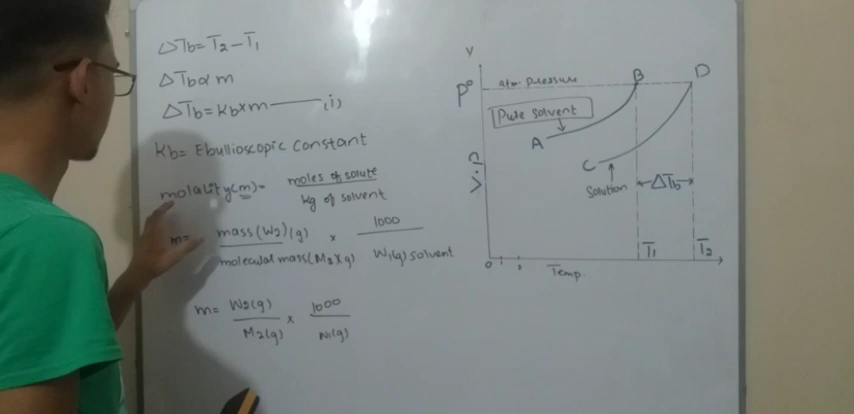 ΔTb = T2 - T1
ΔTb α m
ΔTb = Kb x m —— (i)
Kb = Ebullioscopic Constant
molality(m) = moles of solute
kg of solvent
m = mass (W2) (g) x 1000
molecular mass (M2 x g) W1(g) solvent
m = W2(g) x 1000
M2(g) W1(g)
Y
P° atm pressure B D
Pure solvent
A
C
V.P
Solution
ΔTb
T1 T2
0 Temp.